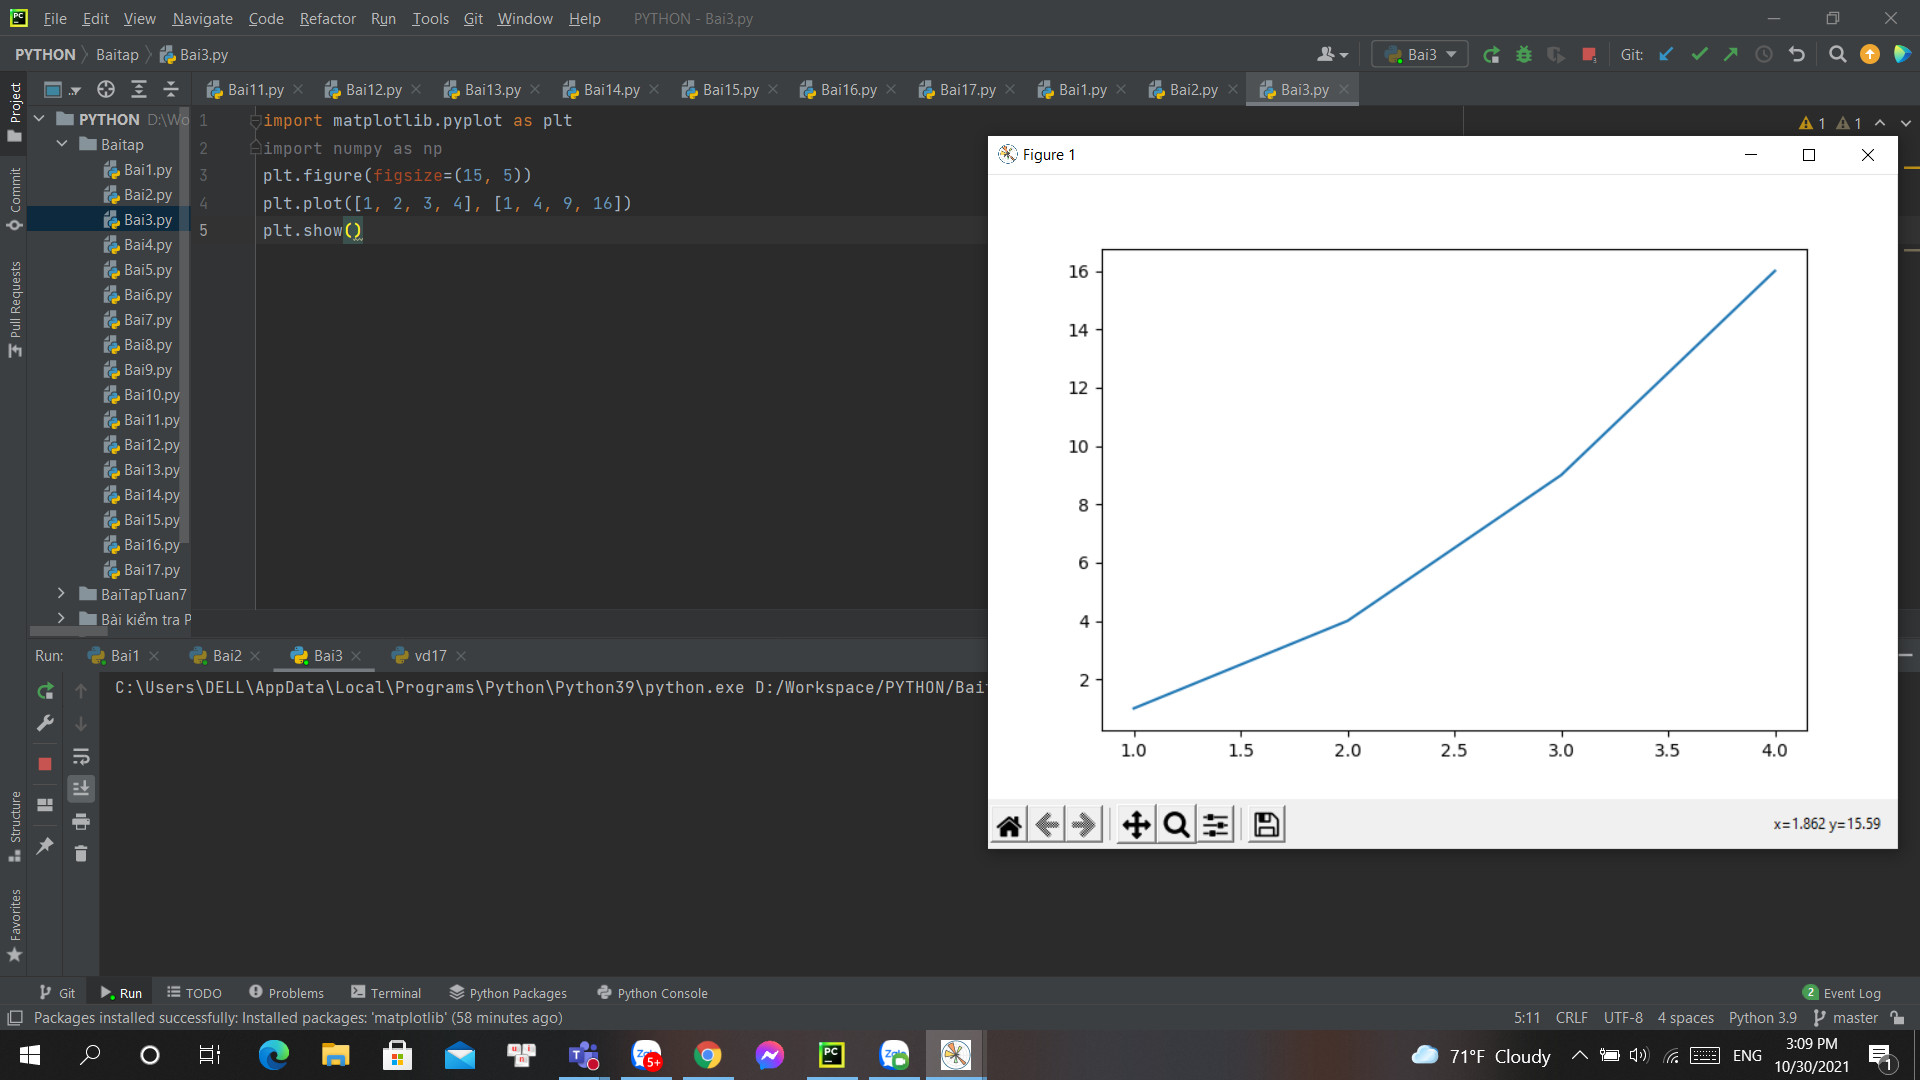 File Edit View Navigate Code Refactor Run Tools Git Window Help PYTHON - Bai3.py
PYTHON Baitap Bai3.py
Bai3
Git:
Bai11.py Bai12.py Bai13.py Bai14.py Bai15.py Bai16.py Bai17.py Bai1.py Bai2.py Bai3.py
Project
Commit
Pull Requests
Structure
Favorites
PYTHON D:\Wo
Baitap
Bai1.py
Bai2.py
Bai3.py
Bai4.py
Bai5.py
Bai6.py
Bai7.py
Bai8.py
Bai9.py
Bai10.py
Bai11.py
Bai12.py
Bai13.py
Bai14.py
Bai15.py
Bai16.py
Bai17.py
BaiTapTuan7
Bài kiểm tra P
1 import matplotlib.pyplot as plt
2 import numpy as np
3 plt.figure(figsize=(15, 5))
4 plt.plot([1, 2, 3, 4], [1, 4, 9, 16])
5 plt.show()
1 1
Figure 1
16
14
12
10
8
6
4
2
1.0 1.5 2.0 2.5 3.0 3.5 4.0
x=1.862 y=15.59
Run: Bai1 Bai2 Bai3 vd17
C:\Users\DELL\AppData\Local\Programs\Python\Python39\python.exe D:/Workspace/PYTHON/Bai
Git Run TODO Problems Terminal Python Packages Python Console
2 Event Log
Packages installed successfully: Installed packages: 'matplotlib' (58 minutes ago)
5:11 CRLF UTF-8 4 spaces Python 3.9 master
71°F Cloudy
ENG
3:09 PM
10/30/2021
1
5+